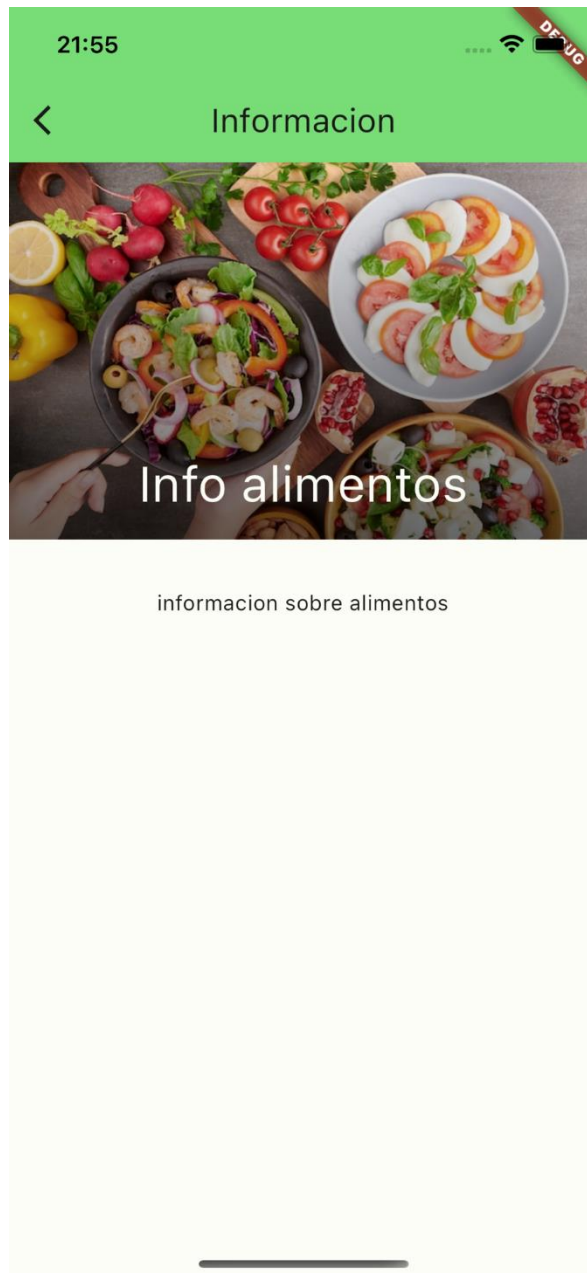 21:55
DEBUG
Informacion
Info alimentos
informacion sobre alimentos